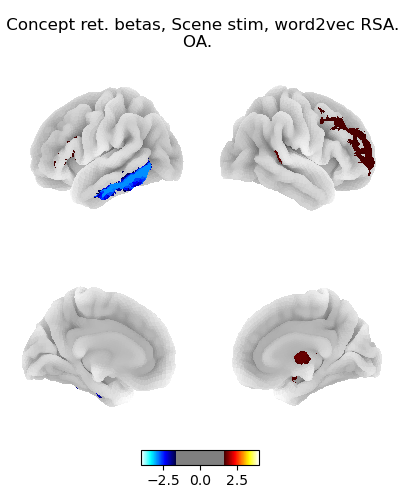 Concept ret. betas, Scene stim, word2vec RSA.
OA.
−2.5 0.0 2.5